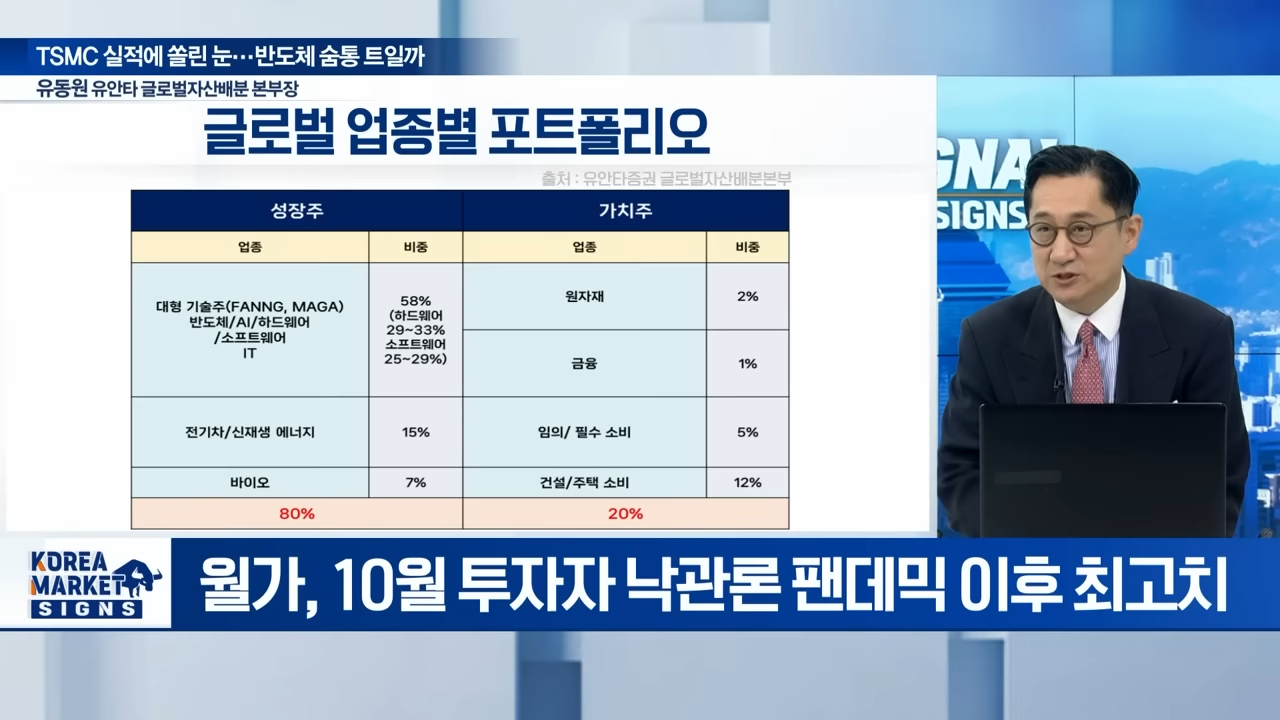 TSMC 실적에 쏠린 눈…반도체 숨통 트일까
유동원 유안타 글로벌자산배분 본부장
글로벌 업종별 포트폴리오
출처 : 유안타증권 글로벌자산배분본부
성장주 가치주
업종 비중 업종 비중
대형 기술주(FANNG, MAGA)
반도체/AI/하드웨어
/소프트웨어
IT
58%
(하드웨어
29~33%
소프트웨어
25~29%)
원자재 2%
금융 1%
전기차/신재생 에너지 15% 임의/ 필수 소비 5%
바이오 7% 건설/주택 소비 12%
80% 20%
GNAL
SIGNS
KOREA
MARKET
SIGNS
월가, 10월 투자자 낙관론 팬데믹 이후 최고치